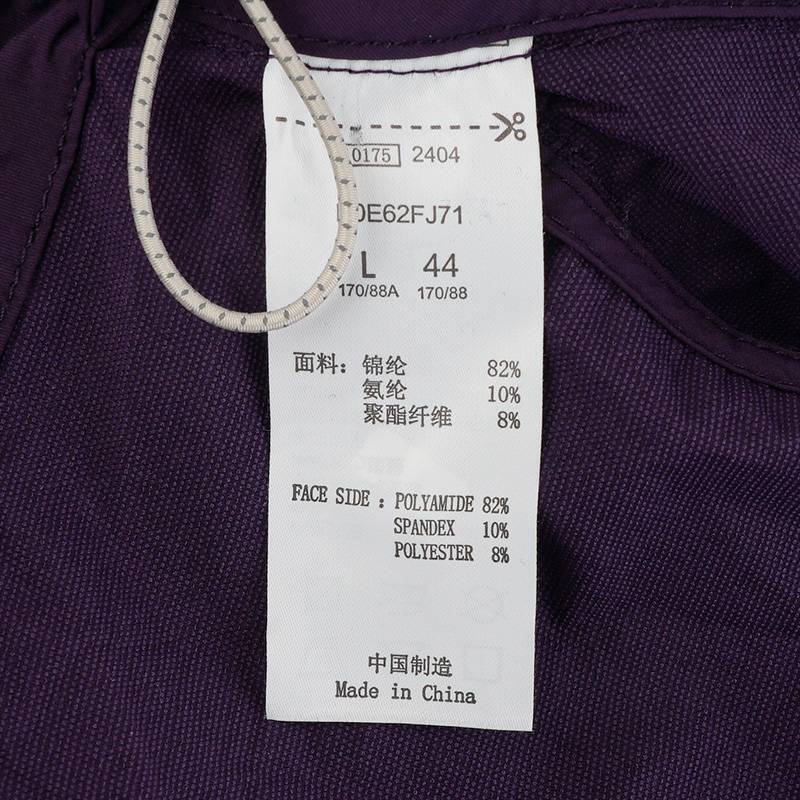 0175 2404
0E62FJ71
L 44
170/88A 170/88
面料：锦纶 82%
氨纶 10%
聚酯纤维 8%
FACE SIDE : POLYAMIDE 82%
SPANDEX 10%
POLYESTER 8%
中国制造
Made in China